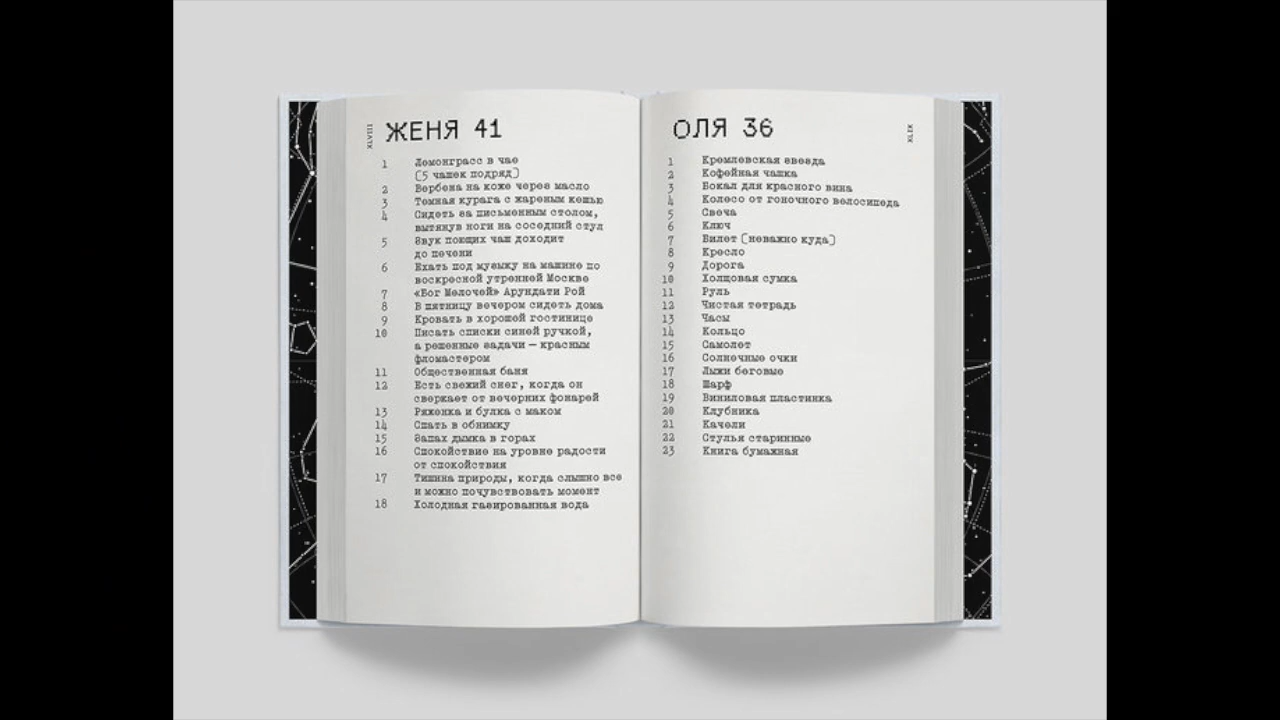 XLVIII
ЖЕНЯ 41
1 Лемонграсс в чае
(5 чашек подряд)
2 Вербена на коже через масло
3 Темная курага с жареным кешью
4 Сидеть за письменным столом,
вытянув ноги на соседний стул
5 Звук поющих чаш доходит
до печени
6 Ехать под музыку на машине по
воскресной утренней Москве
7 «Бог Мелочей» Арундати Рой
8 В пятницу вечером сидеть дома
9 Кровать в хорошей гостинице
10 Писать списки синей ручкой,
а решенные задачи — красным
фломастером
11 Общественная баня
12 Есть свежий снег, когда он
сверкает от вечерних фонарей
13 Ряженка и булка с маком
14 Спать в обнимку
15 Запах дымка в горах
16 Спокойствие на уровне радости
от спокойствия
17 Тишина природы, когда слышно все
и можно почувствовать момент
18 Холодная газированная вода
ОЛЯ 36
XLIX
1 Кремлевская звезда
2 Кофейная чашка
3 Бокал для красного вина
4 Колесо от гоночного велосипеда
5 Свеча
6 Ключ
7 Билет (неважно куда)
8 Кресло
9 Дорога
10 Холщовая сумка
11 Руль
12 Чистая тетрадь
13 Часы
14 Кольцо
15 Самолет
16 Солнечные очки
17 Лыжи беговые
18 Шарф
19 Виниловая пластинка
20 Клубника
21 Качели
22 Стулья старинные
23 Книга бумажная